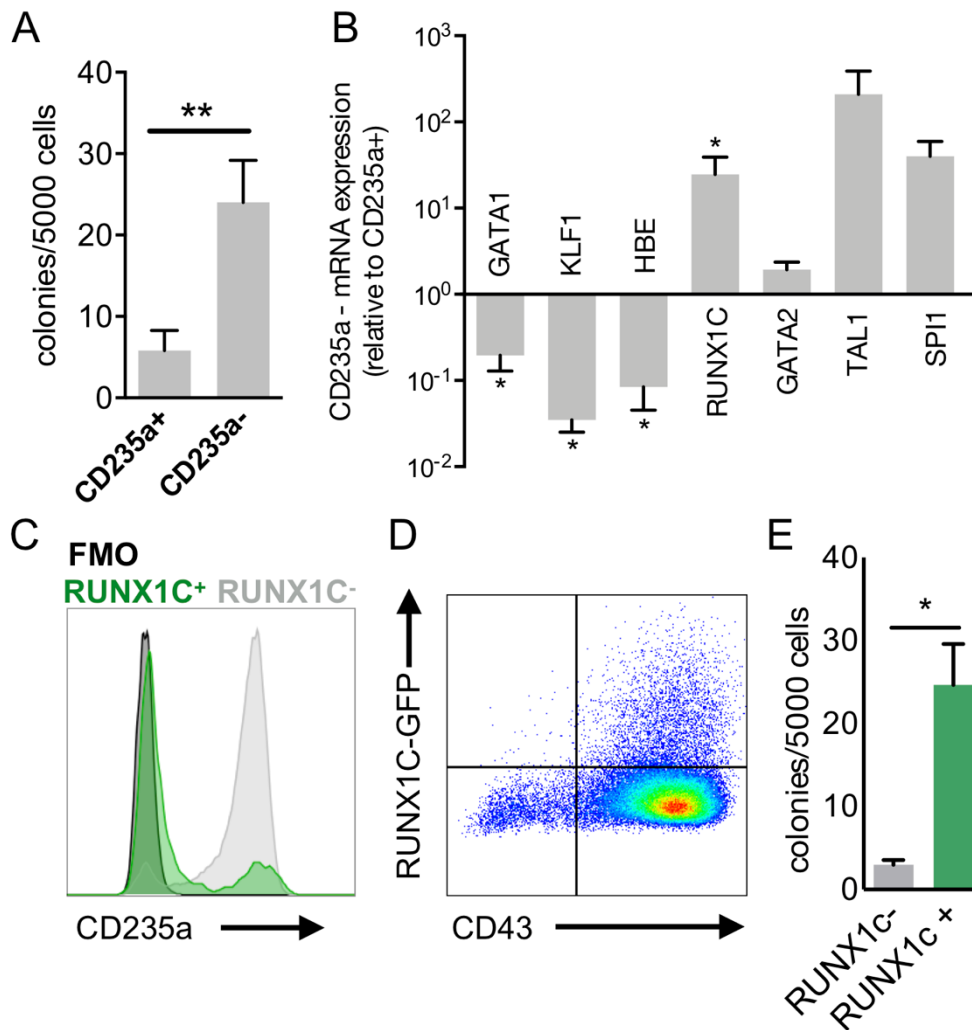 A
colonies/5000 cells
40
30
20
10
0
**
CD235a+
CD235a-
B
CD235a - mRNA expression
(relative to CD235a+)
10³
10²
10¹
10⁰
10⁻¹
10⁻²
GATA1
KLF1
HBE
RUNX1C
GATA2
TAL1
SPI1
*
*
*
*
C
FMO
RUNX1C⁺ RUNX1C⁻
CD235a
D
RUNX1C-GFP
CD43
E
colonies/5000 cells
40
30
20
10
0
*
RUNX1c-
RUNX1c +